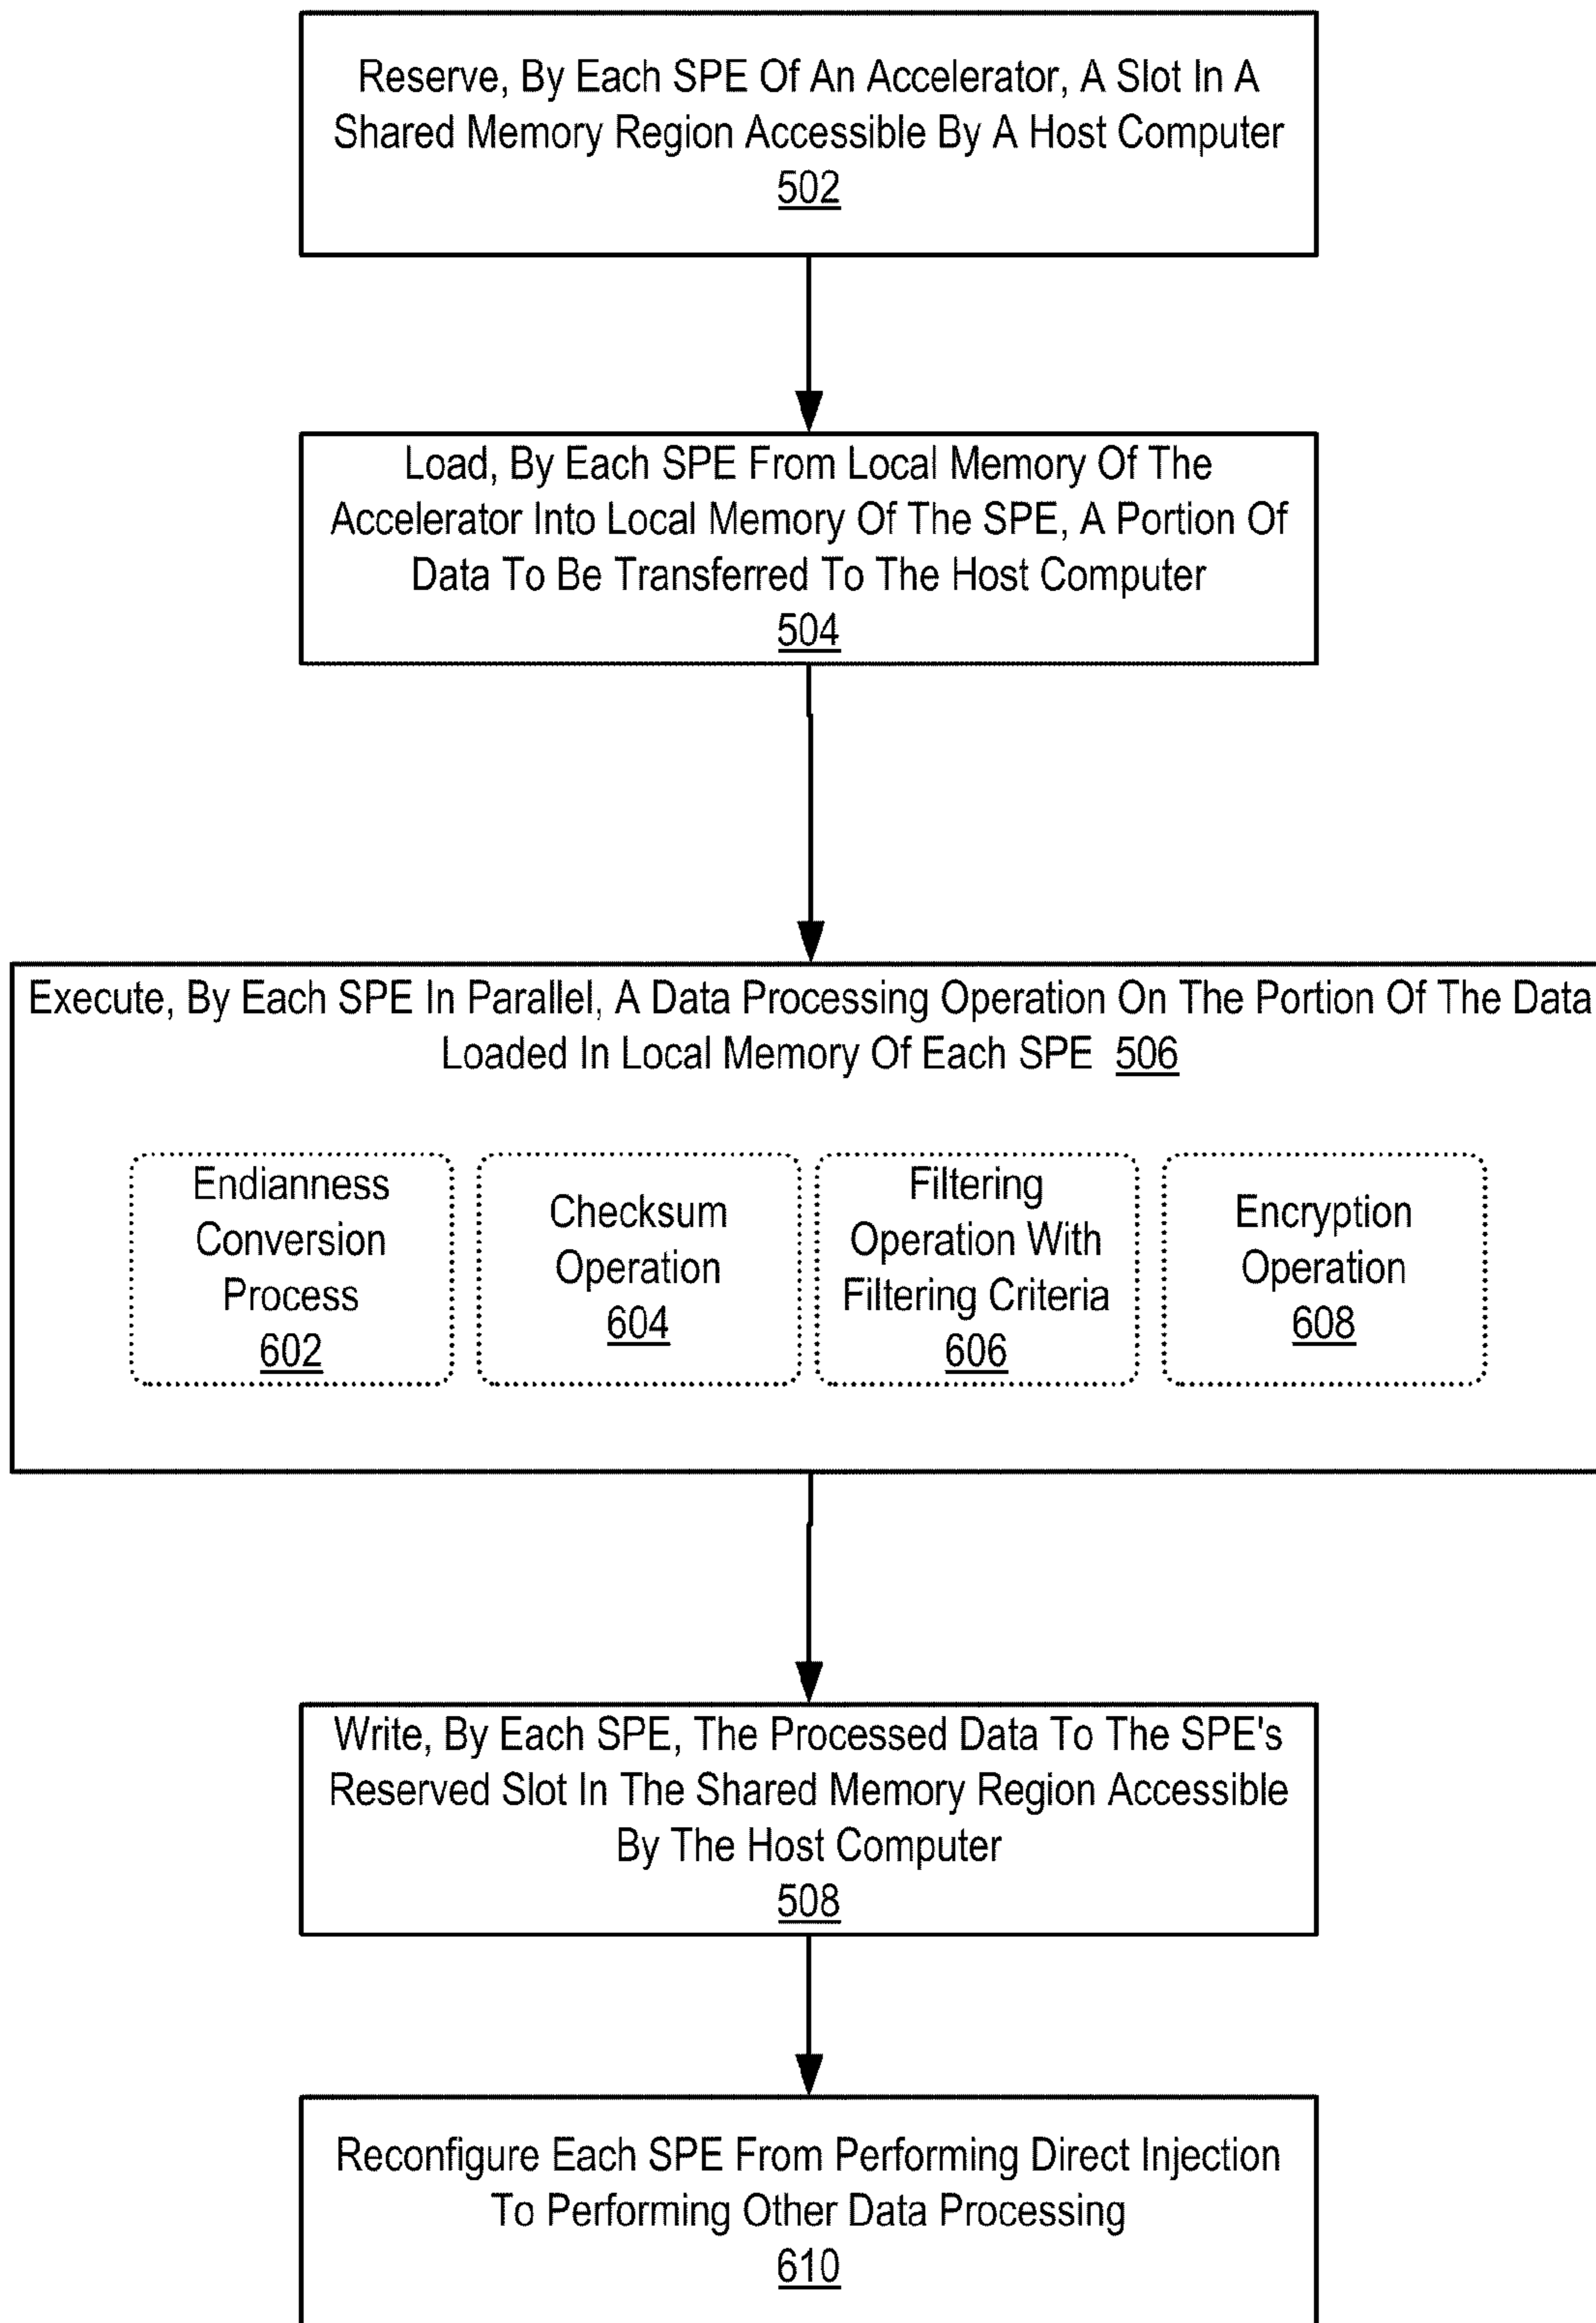 Reserve, By Each SPE Of An Accelerator, A Slot In A
Shared Memory Region Accessible By A Host Computer
502
Load, By Each SPE From Local Memory Of The
Accelerator Into Local Memory Of The SPE, A Portion Of
Data To Be Transferred To The Host Computer
504
Execute, By Each SPE In Parallel, A Data Processing Operation On The Portion Of The Data
Loaded In Local Memory Of Each SPE 506
Endianness
Conversion
Process
602
Checksum
Operation
604
Filtering
Operation With
Filtering Criteria
606
Encryption
Operation
608
Write, By Each SPE, The Processed Data To The SPE's
Reserved Slot In The Shared Memory Region Accessible
By The Host Computer
508
Reconfigure Each SPE From Performing Direct Injection
To Performing Other Data Processing
610